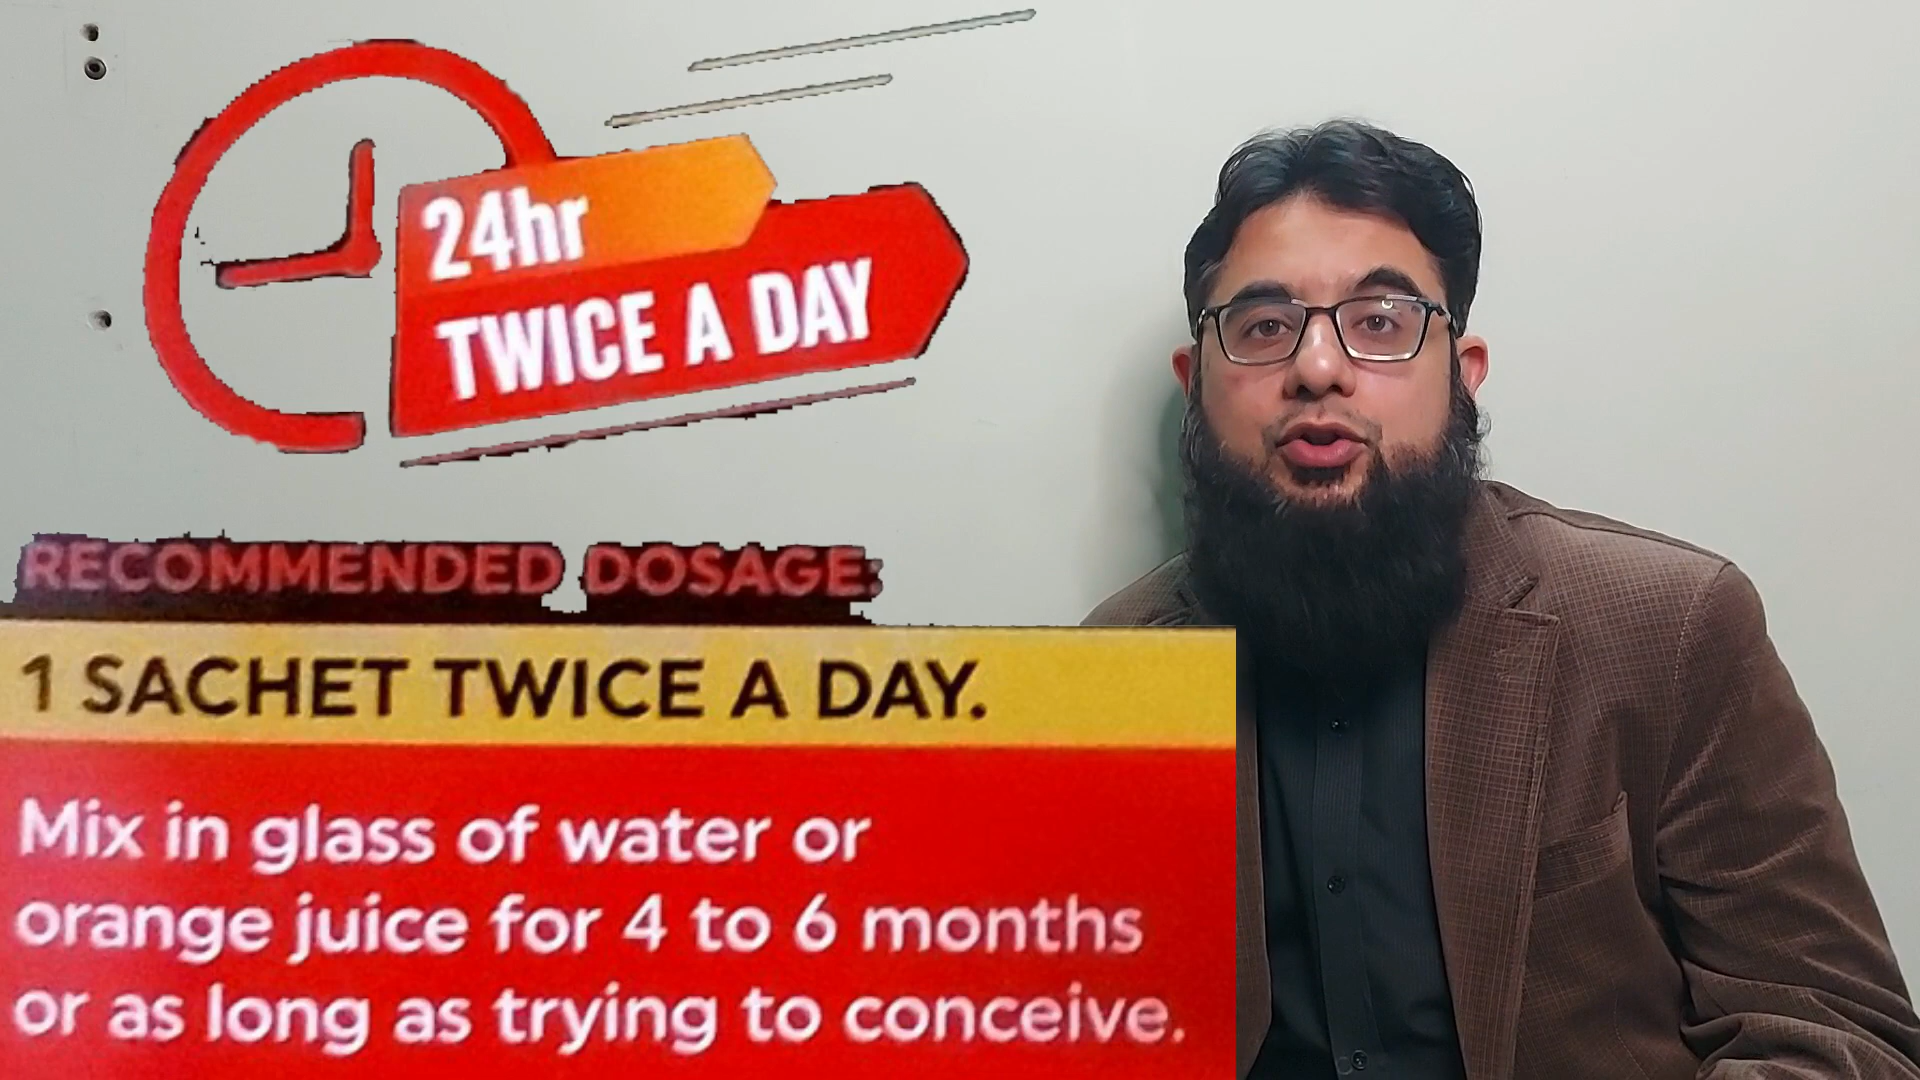 24hr
TWICE A DAY
RECOMMENDED DOSAGE:
1 SACHET TWICE A DAY.
Mix in glass of water or
orange juice for 4 to 6 months
or as long as trying to conceive.